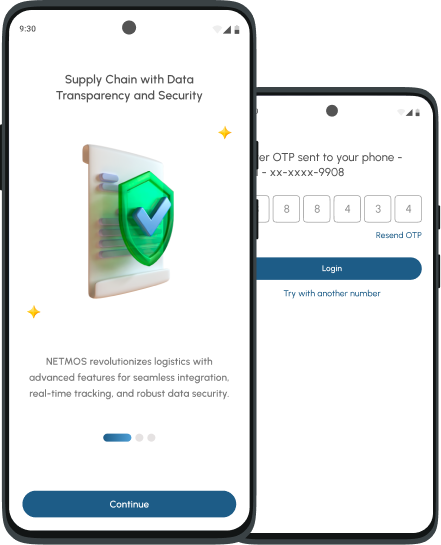 9:30
Supply Chain with Data
Transparency and Security
NETMOS revolutionizes logistics with
advanced features for seamless integration,
real-time tracking, and robust data security.
Continue
OTP sent to your phone -
- xx-xxxx-9908
8 8 4 3 4
Resend OTP
Login
Try with another number